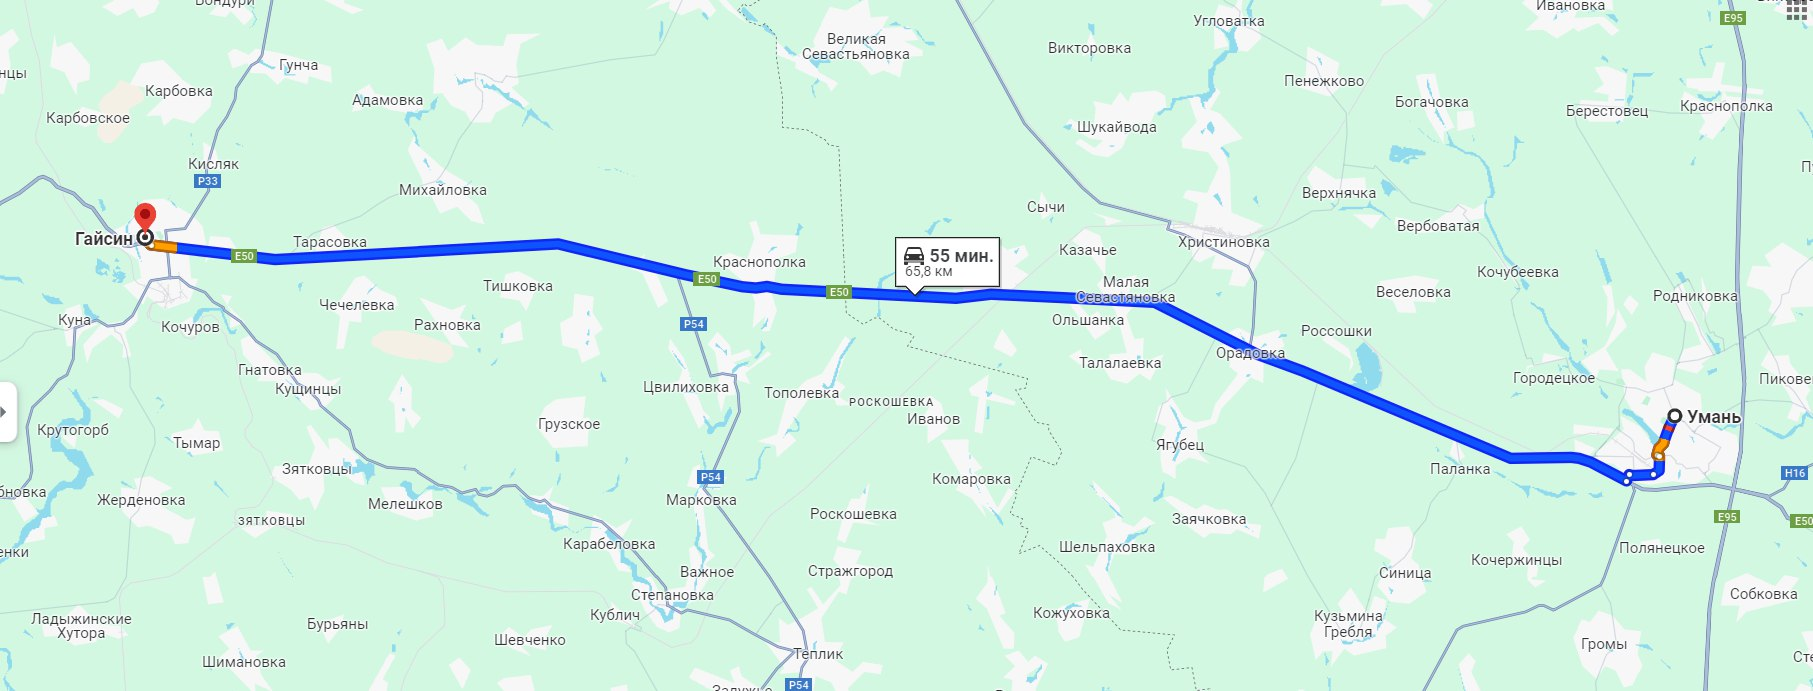 Бондури
Ивановка
E95
Угловатка
Великая
Севастьяновка
Викторовка
Гунча
Пенежково
Карбовка
Адамовка
Богачовка
Берестовец
Краснополка
Карбовское
Шукайвода
Кисляк
P33
Михайловка
Верхнячка
Сычи
Вербоватая
Гайсин
Тарасовка
E50
Казачье
Христиновка
55 мин.
65,8 км
Краснополка
E50
E50
Тишковка
Малая
Севастяновка
Кочубеевка
Веселовка
Родниковка
Чечелевка
Куна
Кочуров
Рахновка
P54
Ольшанка
Россошки
Орадовка
Талалаевка
Гнатовка
Кущинцы
Цвилиховка
Тополевка
РОСКОШЕВКА
Городецкое
Иванов
Умань
Крутогорб
Тымар
Грузское
Ягубец
Зятковцы
P54
Комаровка
Паланка
H16
Жерденовка
Мелешков
Марковка
Роскошевка
зятковцы
Заячковка
E95
E50
Карабеловка
Шельпаховка
Полянецкое
Кочержинцы
Важное
Стражгород
Синица
Степановка
Собковка
Ладыжинские
Хутора
Бурьяны
Кублич
Кожуховка
Кузьмина
Гребля
Шевченко
Громы
Шимановка
Теплик
P54